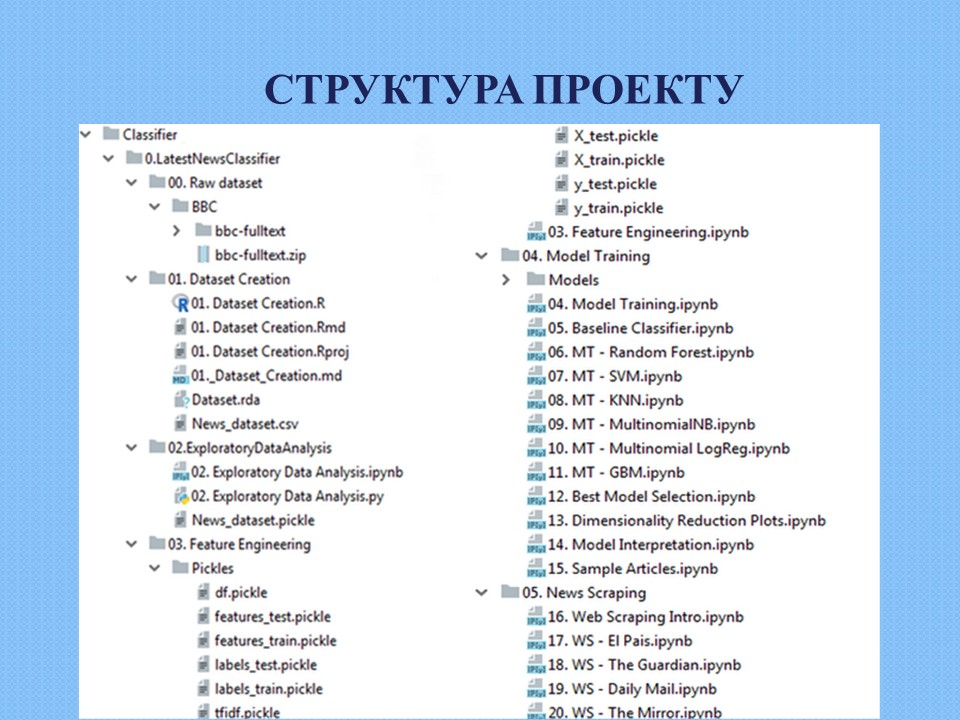 СТРУКТУРА ПРОЕКТУ
Classifier
0.LatestNewsClassifier
00. Raw dataset
BBC
bbc-fulltext
bbc-fulltext.zip
01. Dataset Creation
01. Dataset Creation.R
01. Dataset Creation.Rmd
01. Dataset Creation.Rproj
01._Dataset_Creation.md
Dataset.rda
News_dataset.csv
02.ExploratoryDataAnalysis
02. Exploratory Data Analysis.ipynb
02. Exploratory Data Analysis.py
News_dataset.pickle
03. Feature Engineering
Pickles
df.pickle
features_test.pickle
features_train.pickle
labels_test.pickle
labels_train.pickle
tfidf.pickle
X_test.pickle
X_train.pickle
y_test.pickle
y_train.pickle
03. Feature Engineering.ipynb
04. Model Training
Models
04. Model Training.ipynb
05. Baseline Classifier.ipynb
06. MT - Random Forest.ipynb
07. MT - SVM.ipynb
08. MT - KNN.ipynb
09. MT - MultinomialNB.ipynb
10. MT - Multinomial LogReg.ipynb
11. MT - GBM.ipynb
12. Best Model Selection.ipynb
13. Dimensionality Reduction Plots.ipynb
14. Model Interpretation.ipynb
15. Sample Articles.ipynb
05. News Scraping
16. Web Scraping Intro.ipynb
17. WS - El Pais.ipynb
18. WS - The Guardian.ipynb
19. WS - Daily Mail.ipynb
20. WS - The Mirror.ipynb